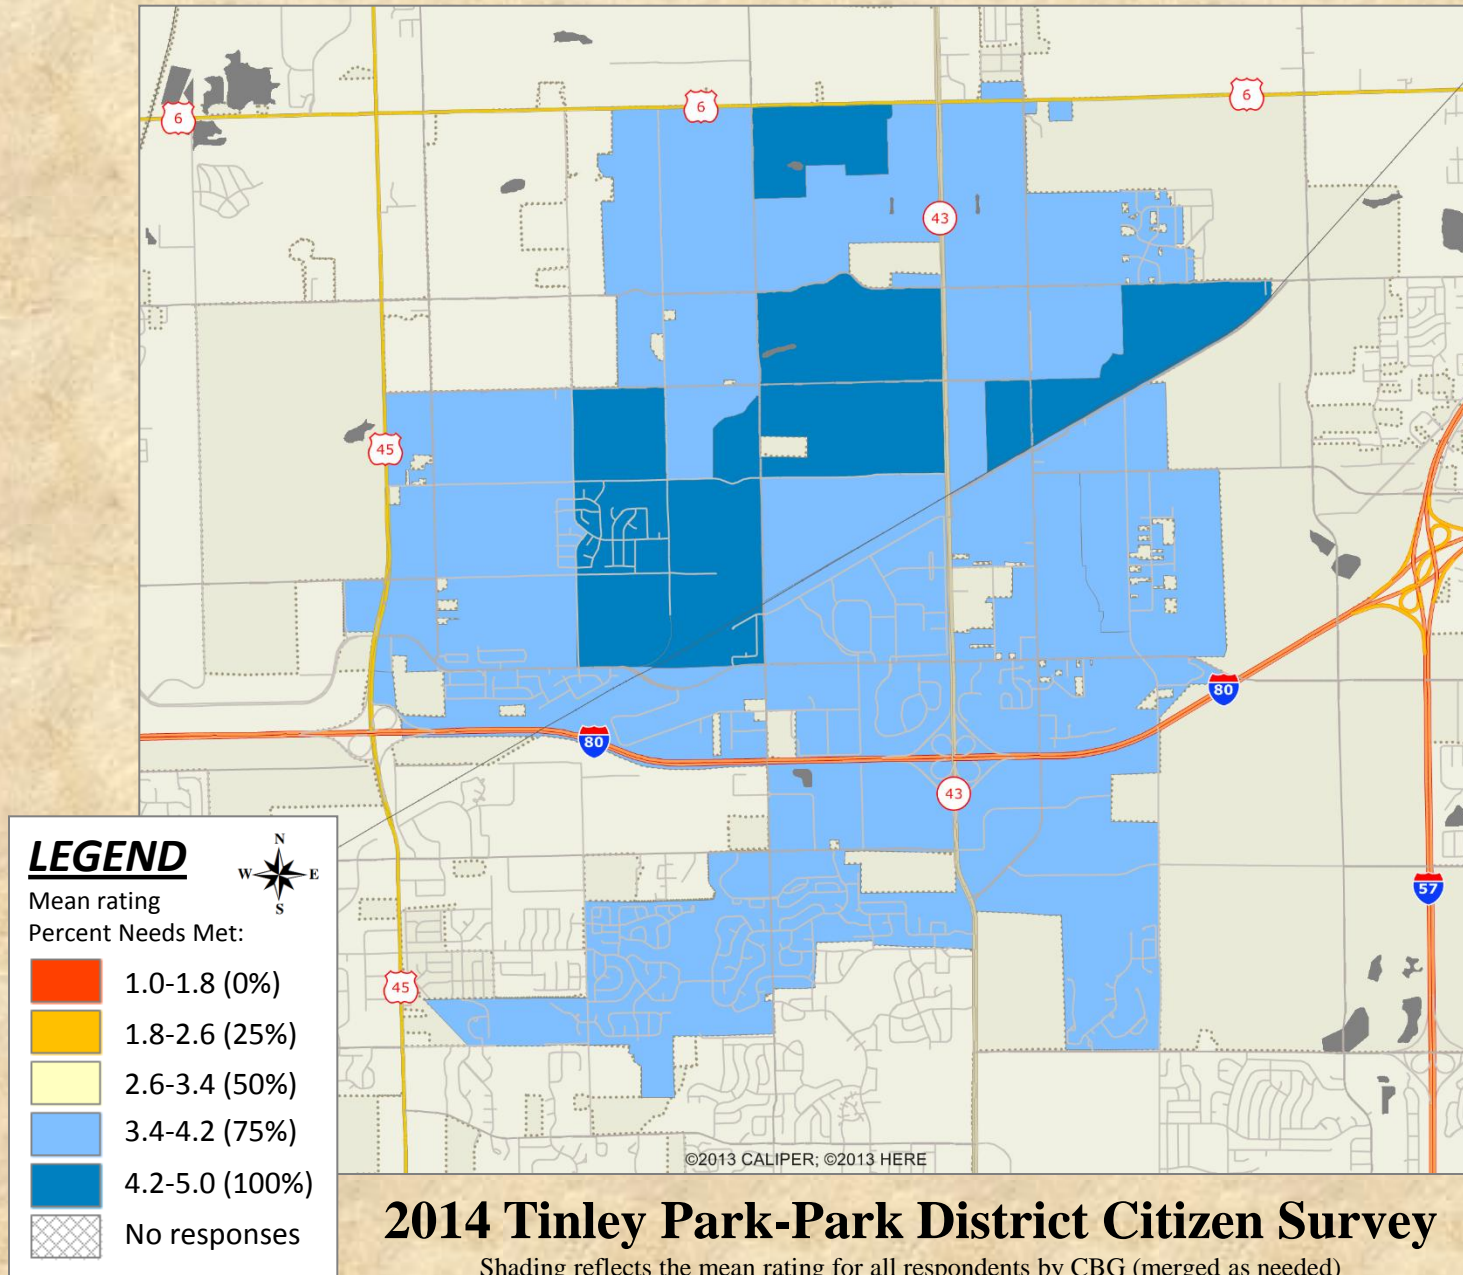 6
6
6
43
45
80
80
43
57
45
©2013 CALIPER; ©2013 HERE
LEGEND
N
W E
S
Mean rating
Percent Needs Met:
1.0-1.8 (0%)
1.8-2.6 (25%)
2.6-3.4 (50%)
3.4-4.2 (75%)
4.2-5.0 (100%)
No responses
2014 Tinley Park-Park District Citizen Survey
Shading reflects the mean rating for all respondents by CBG (merged as needed)